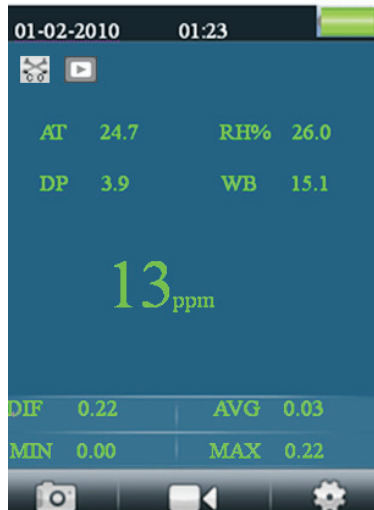 01-02-2010 01:23
AT 24.7 RH% 26.0
DP 3.9 WB 15.1
13ppm
DIF 0.22 AVG 0.03
MIN 0.00 MAX 0.22